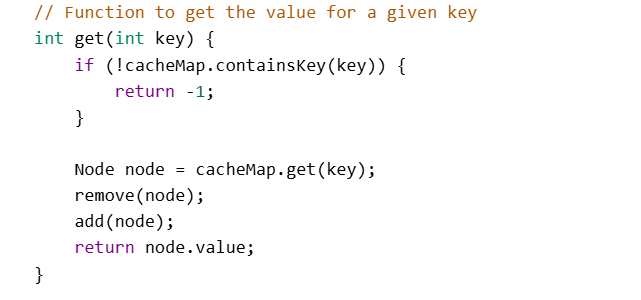 // Function to get the value for a given key
int get(int key) {
    if (!cacheMap.containsKey(key)) {
        return -1;
    }

    Node node = cacheMap.get(key);
    remove(node);
    add(node);
    return node.value;
}